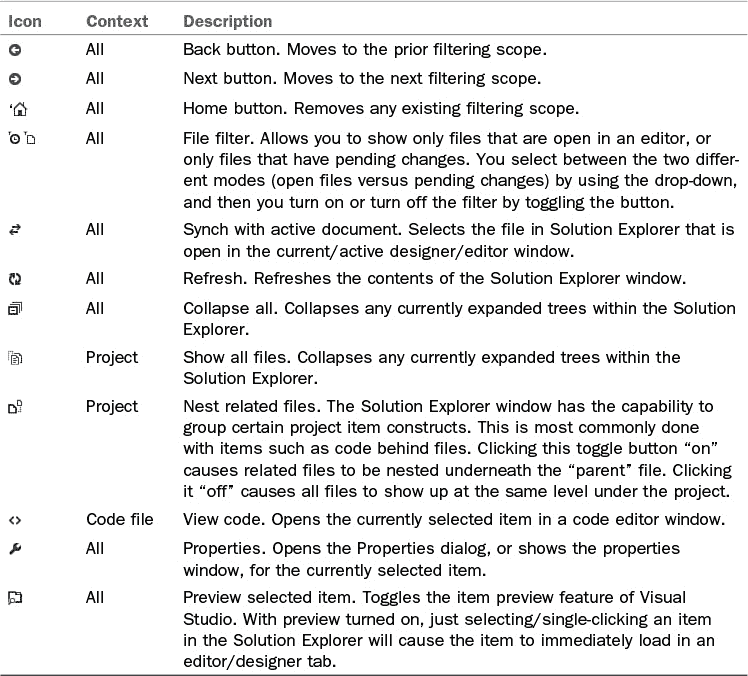 Icon Context Description
All Back button. Moves to the prior filtering scope.
All Next button. Moves to the next filtering scope.
All Home button. Removes any existing filtering scope.
All File filter. Allows you to show only files that are open in an editor, or
only files that have pending changes. You select between the two differ-
ent modes (open files versus pending changes) by using the drop-down,
and then you turn on or turn off the filter by toggling the button.
All Synch with active document. Selects the file in Solution Explorer that is
open in the current/active designer/editor window.
All Refresh. Refreshes the contents of the Solution Explorer window.
All Collapse all. Collapses any currently expanded trees within the Solution
Explorer.
Project Show all files. Collapses any currently expanded trees within the
Solution Explorer.
Project Nest related files. The Solution Explorer window has the capability to
group certain project item constructs. This is most commonly done
with items such as code behind files. Clicking this toggle button “on”
causes related files to be nested underneath the “parent” file. Clicking
it “off” causes all files to show up at the same level under the project.
Code file View code. Opens the currently selected item in a code editor window.
All Properties. Opens the Properties dialog, or shows the properties
window, for the currently selected item.
All Preview selected item. Toggles the item preview feature of Visual
Studio. With preview turned on, just selecting/single-clicking an item
in the Solution Explorer will cause the item to immediately load in an
editor/designer tab.